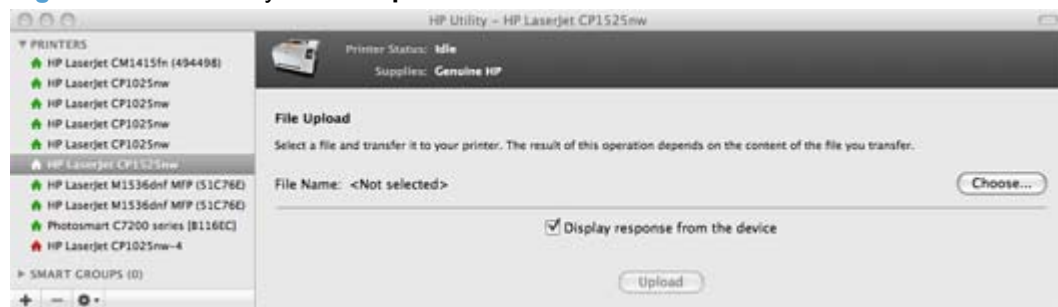 HP Utility – HP LaserJet CP1525nw
▼ PRINTERS
HP LaserJet CM1415fn (494498)
HP LaserJet CP1025nw
HP LaserJet CP1025nw
HP LaserJet CP1025nw
HP LaserJet CP1025nw
HP LaserJet CP1525nw
HP LaserJet M1536dnf MFP (51C76E)
HP LaserJet M1536dnf MFP (51C76E)
Photosmart C7200 series [B116EC]
HP LaserJet CP1025nw-4
▶ SMART GROUPS (0)
Printer Status: Idle
Supplies: Genuine HP
File Upload
Select a file and transfer it to your printer. The result of this operation depends on the content of the file you transfer.
File Name: <Not selected>
Choose...
Display response from the device
Upload